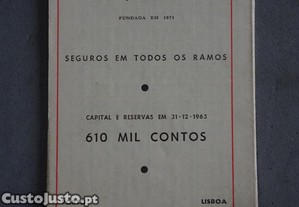 FUNDADA EM 1871
SEGUROS EM TODOS OS RAMOS
CAPITAL E RESERVAS EM 31-12-1963
610 MIL CONTOS
LISBOA
CustoJusto.pt